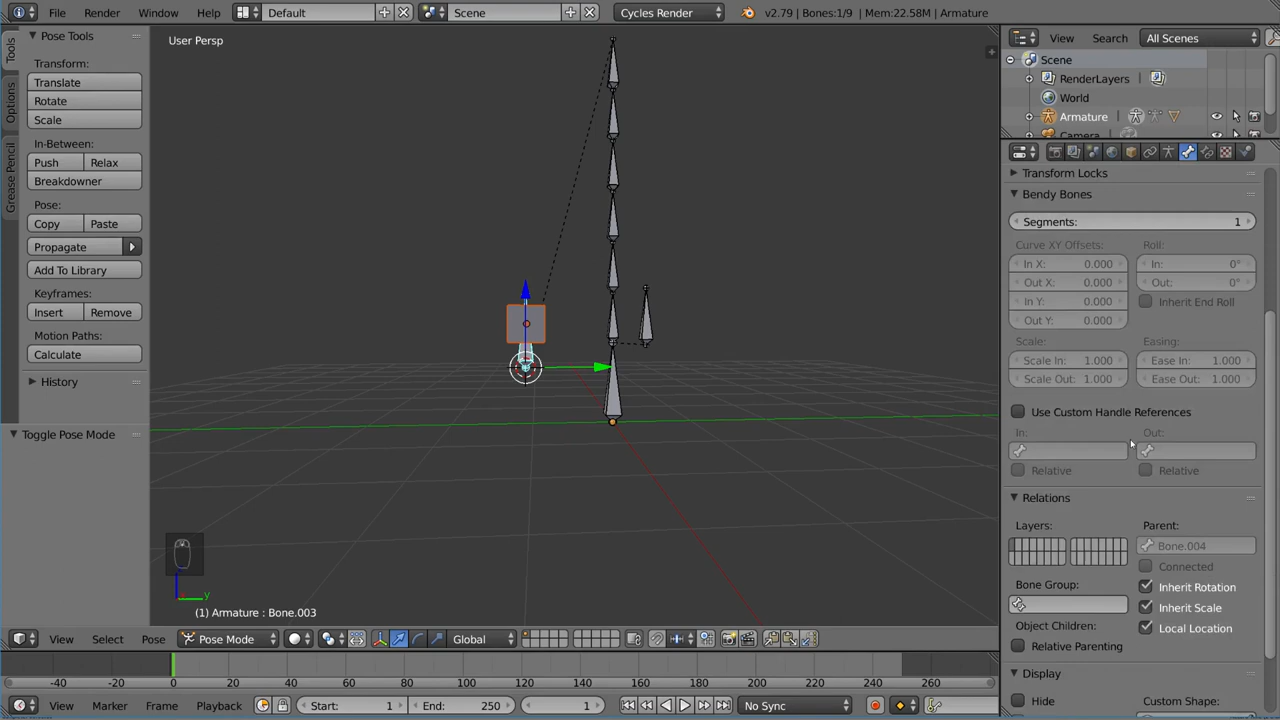 File Render Window Help Default Scene Cycles Render v2.79 | Bones:1/9 | Mem:22.58M | Armature
Tools
Options
Grease Pencil
Pose Tools
Transform:
Translate
Rotate
Scale
In-Between:
Push Relax
Breakdowner
Pose:
Copy Paste
Propagate
Add To Library
Keyframes:
Insert Remove
Motion Paths:
Calculate
History
Toggle Pose Mode
User Persp
z
y
(1) Armature : Bone.003
View Select Pose Pose Mode Global
-40 -20 0 20 40 60 80 100 120 140 160 180 200 220 240 260
View Marker Frame Playback Start: 1 End: 250 1 No Sync
View Search All Scenes
Scene
RenderLayers
World
Armature
Camera
Transform Locks
Bendy Bones
Segments: 1
Curve XY Offsets: Roll:
In X: 0.000 In: 0°
Out X: 0.000 Out: 0°
In Y: 0.000 Inherit End Roll
Out Y: 0.000
Scale: Easing:
Scale In: 1.000 Ease In: 1.000
Scale Out: 1.000 Ease Out: 1.000
Use Custom Handle References
In: Out:
Relative Relative
Relations
Layers: Parent:
Bone.004
Connected
Bone Group: Inherit Rotation
Inherit Scale
Object Children: Local Location
Relative Parenting
Display
Hide Custom Shape: